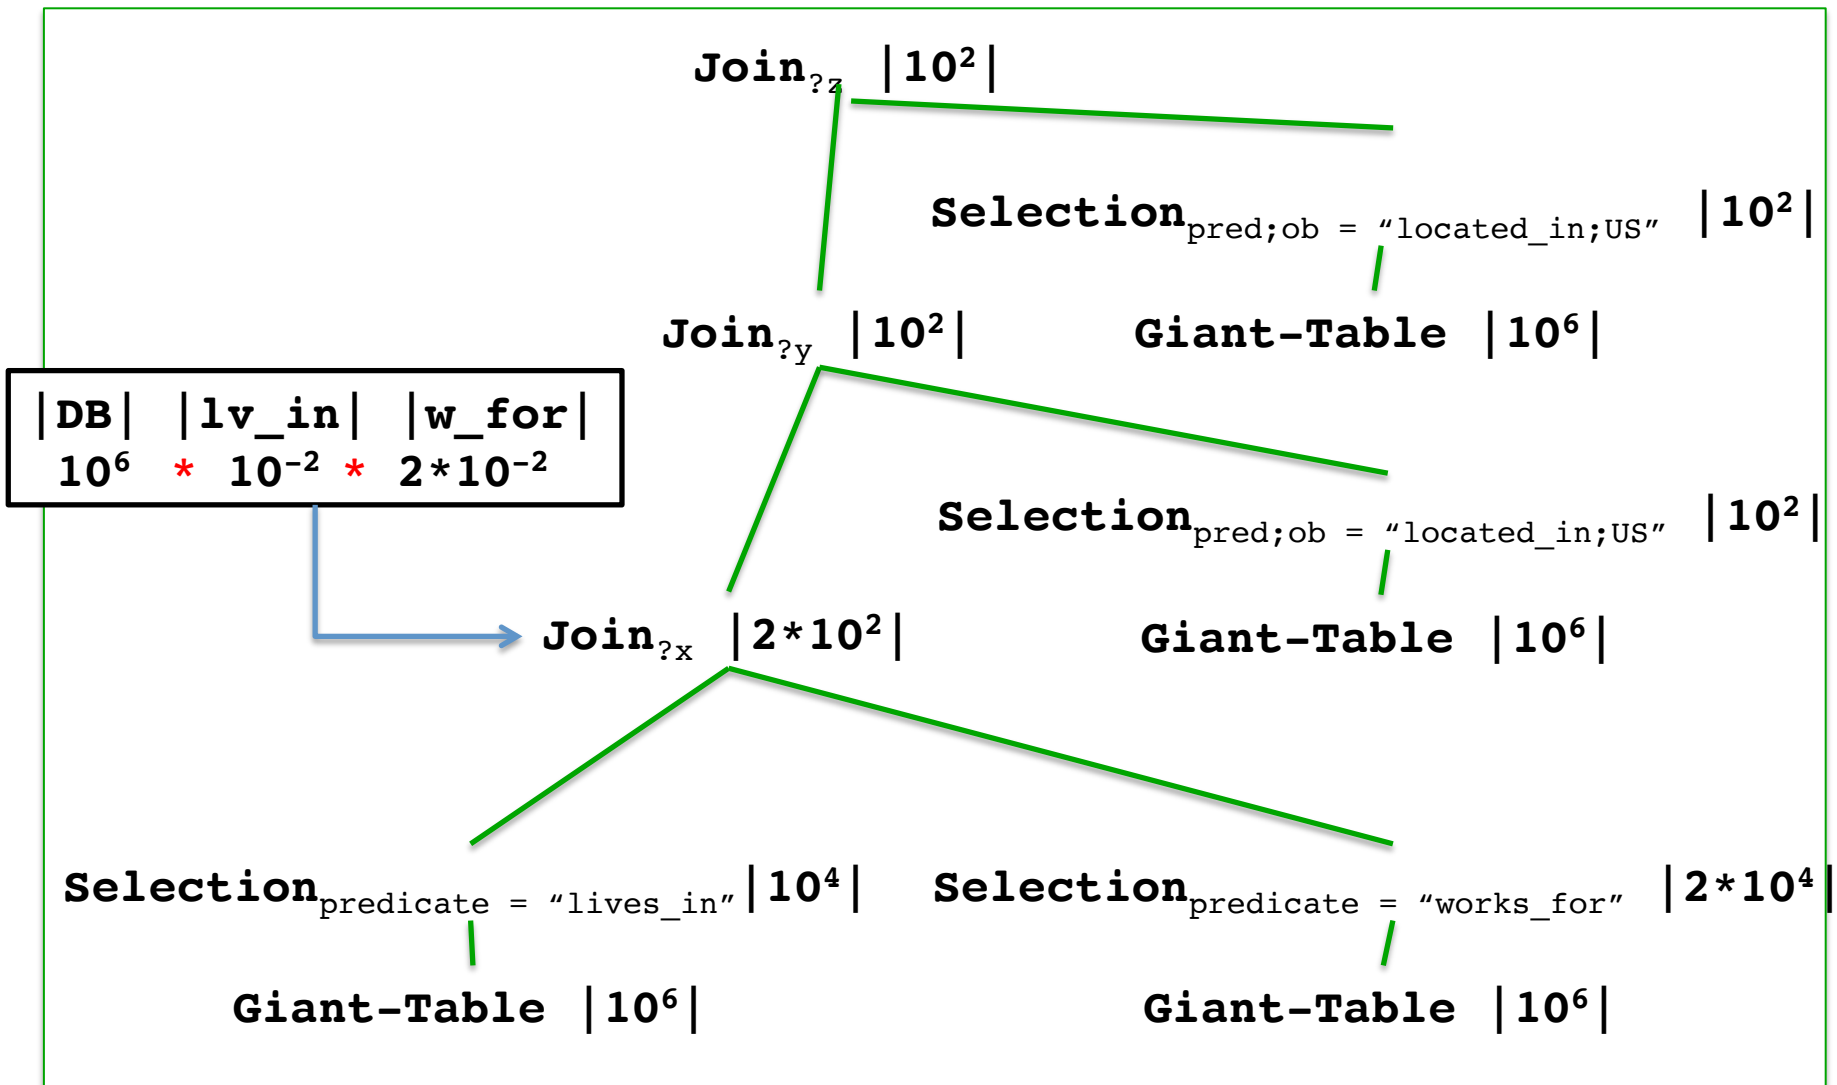 Join?z |10²|
Selection pred;ob = “located_in;US” |10²|
Join?y |10²| Giant-Table |10⁶|
|DB| |lv_in| |w_for|
10⁶ * 10⁻² * 2*10⁻²
Selection pred;ob = “located_in;US” |10²|
Join?x |2*10²| Giant-Table |10⁶|
Selection predicate = “lives_in” |10⁴| Selection predicate = “works_for” |2*10⁴|
Giant-Table |10⁶| Giant-Table |10⁶|